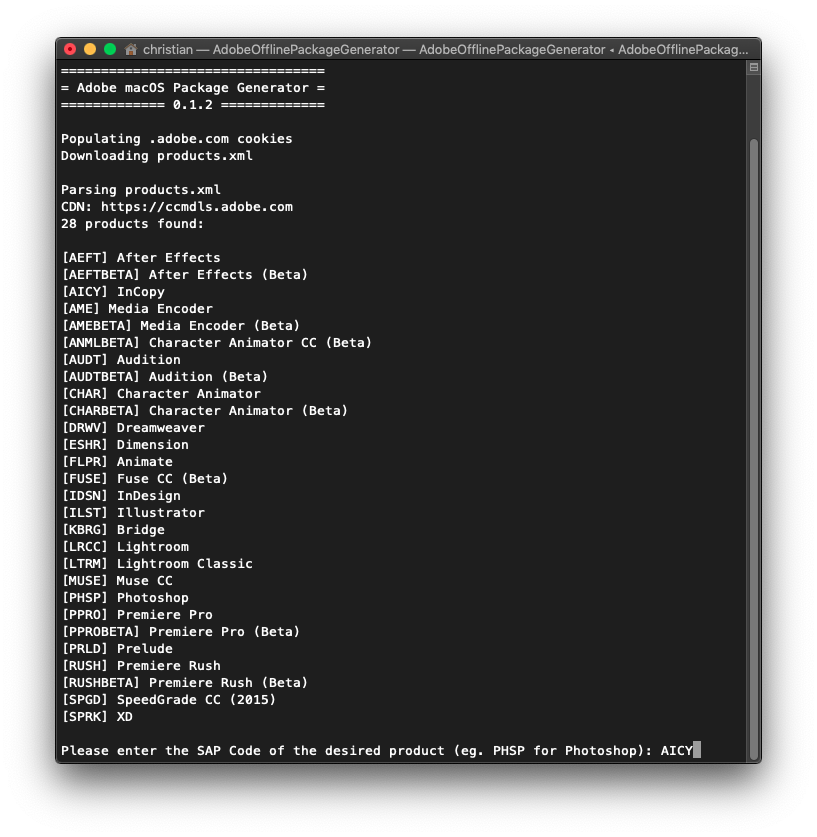 christian — AdobeOfflinePackageGenerator — AdobeOfflinePackageGenerator ◂ AdobeOfflinePackag...
=================================
= Adobe macOS Package Generator =
============= 0.1.2 =============
Populating .adobe.com cookies
Downloading products.xml
Parsing products.xml
CDN: https://ccmdls.adobe.com
28 products found:
[AEFT] After Effects
[AEFTBETA] After Effects (Beta)
[AICY] InCopy
[AME] Media Encoder
[AMEBETA] Media Encoder (Beta)
[ANMLBETA] Character Animator CC (Beta)
[AUDT] Audition
[AUDTBETA] Audition (Beta)
[CHAR] Character Animator
[CHARBETA] Character Animator (Beta)
[DRWV] Dreamweaver
[ESHR] Dimension
[FLPR] Animate
[FUSE] Fuse CC (Beta)
[IDSN] InDesign
[ILST] Illustrator
[KBRG] Bridge
[LRCC] Lightroom
[LTRM] Lightroom Classic
[MUSE] Muse CC
[PHSP] Photoshop
[PPRO] Premiere Pro
[PPROBETA] Premiere Pro (Beta)
[PRLD] Prelude
[RUSH] Premiere Rush
[RUSHBETA] Premiere Rush (Beta)
[SPGD] SpeedGrade CC (2015)
[SPRK] XD
Please enter the SAP Code of the desired product (eg. PHSP for Photoshop): AICY